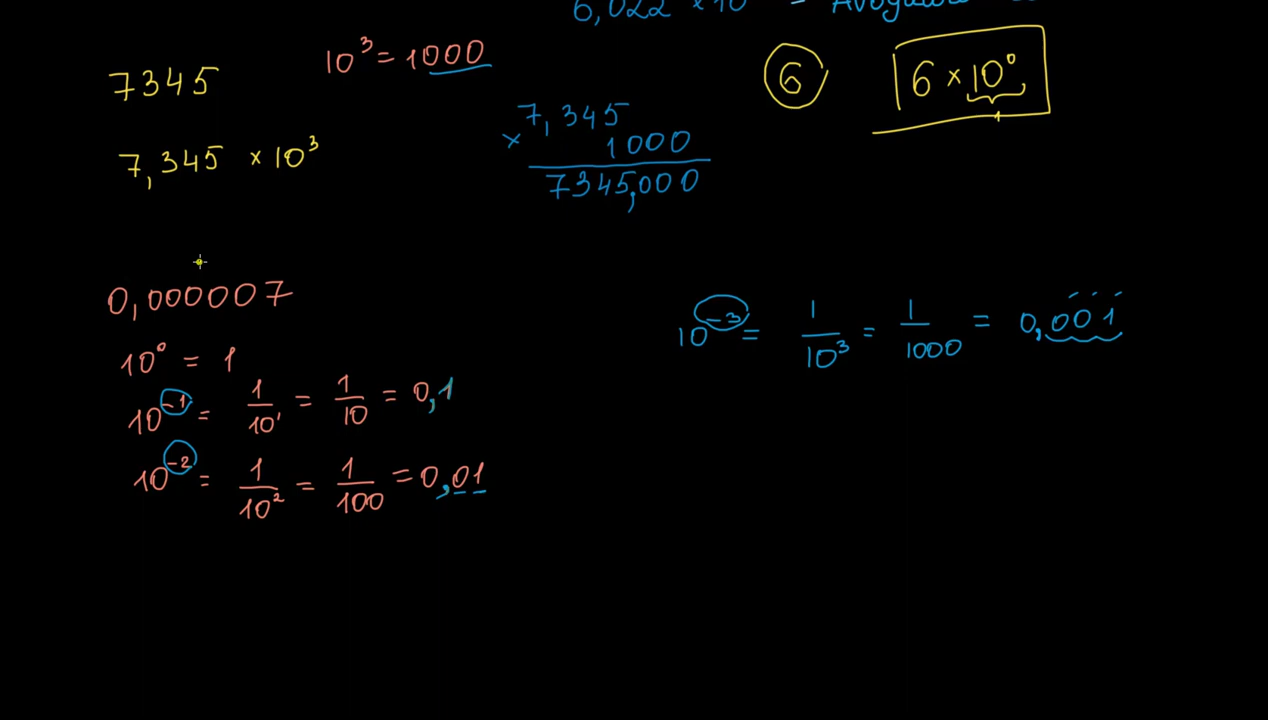 6,022 × 10 =
10³ = 1000
7345
6
6 × 10⁰
1
7,345 × 10³
7,345
× 1000
7345,000
0,000007
10⁰ = 1
10⁻¹ = 1/10¹ = 1/10 = 0,1
10⁻² = 1/10² = 1/100 = 0,01
10⁻³ = 1/10³ = 1/1000 = 0,001